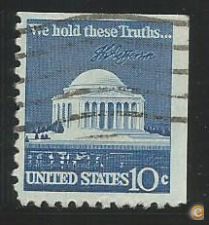 We hold these Truths...
UNITED STATES 10c